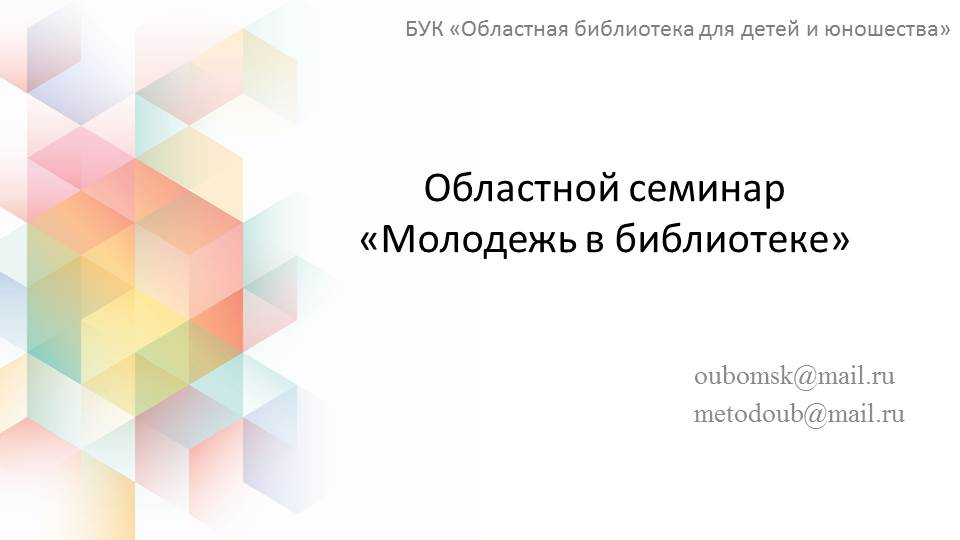 БУК «Областная библиотека для детей и юношества»
Областной семинар
«Молодежь в библиотеке»
oubomsk@mail.ru
metodoub@mail.ru